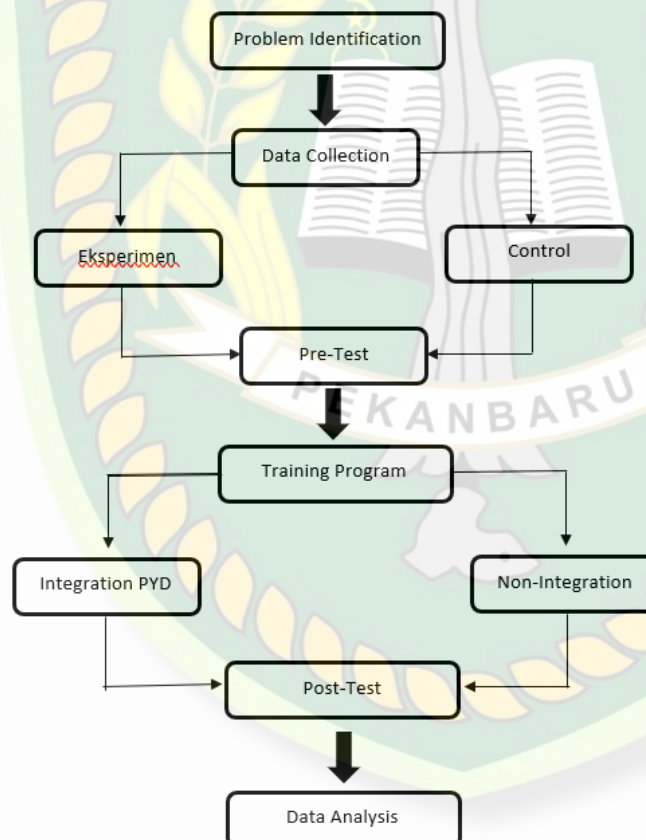 Problem Identification
Data Collection
Eksperimen
Control
Pre-Test
PEKANBARU
Training Program
Integration PYD
Non-Integration
Post-Test
Data Analysis